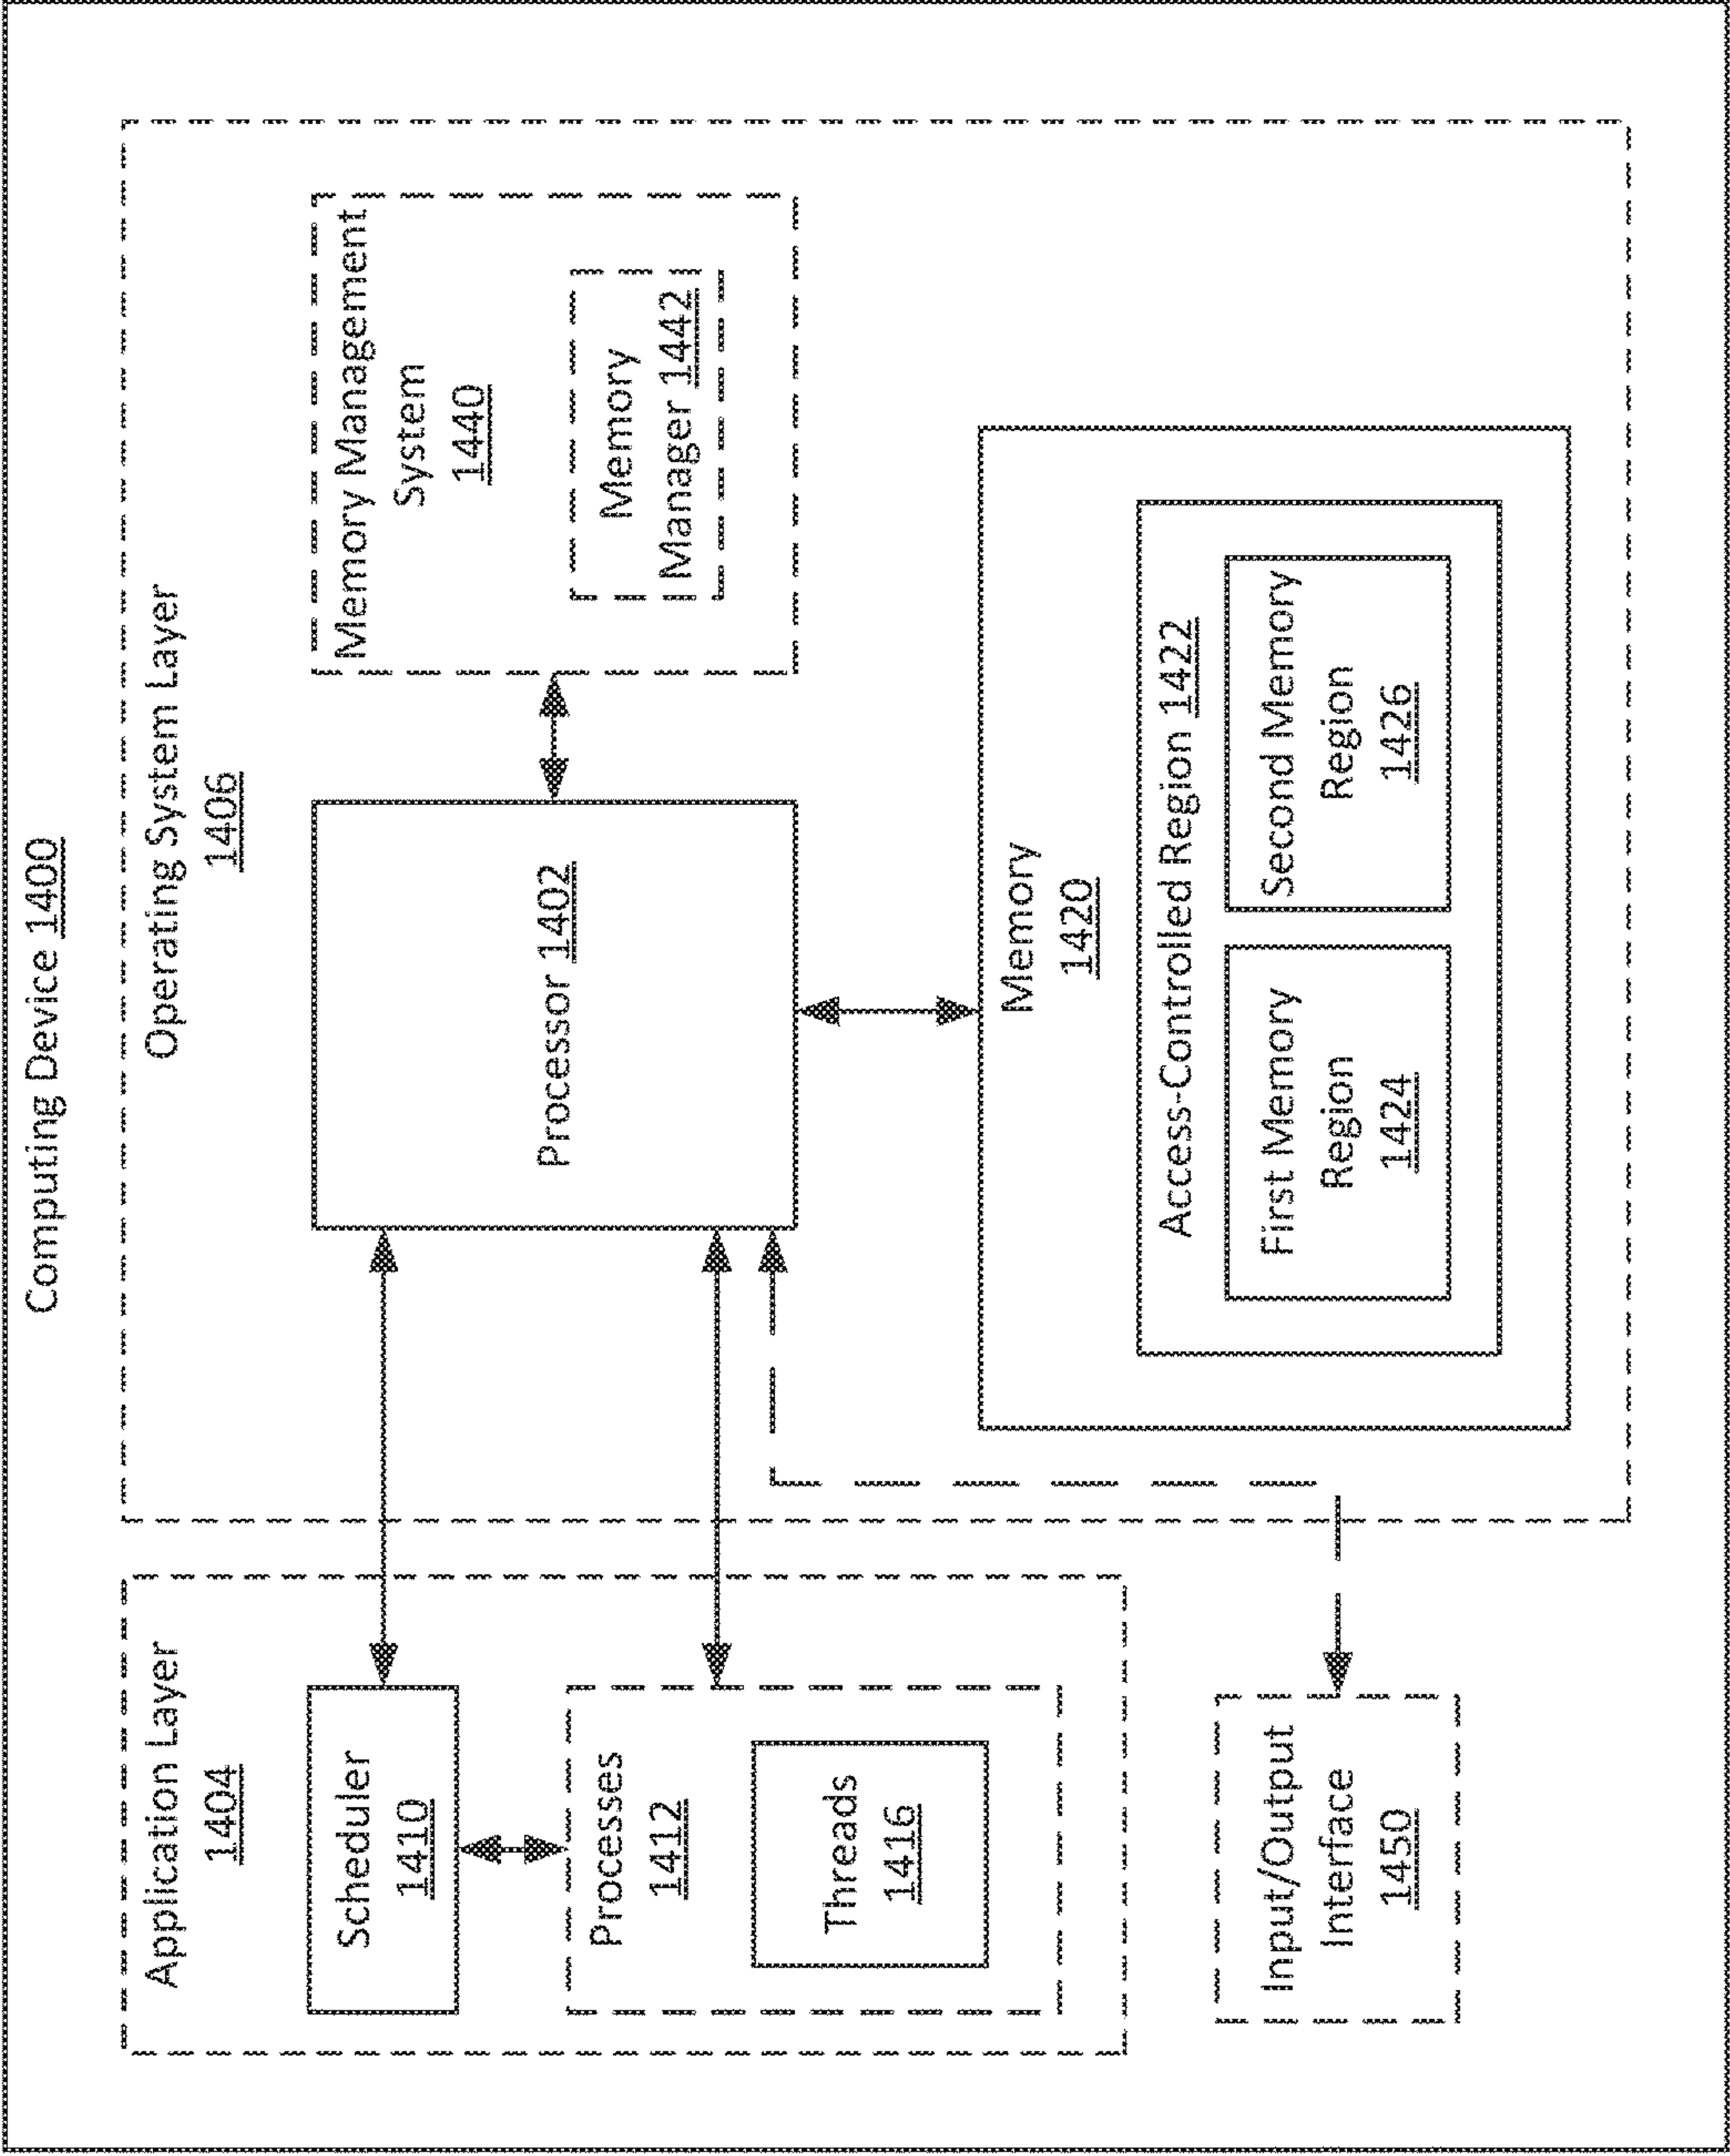 Computing Device 1400
Application Layer
1404
Scheduler
1410
Processes
1412
Threads
1416
Input/Output
Interface
1450
Operating System Layer
1406
Processor 1402
Memory Management
System
1440
Memory
Manager 1442
Memory
1420
Access-Controlled Region 1422
First Memory
Region
1424
Second Memory
Region
1426